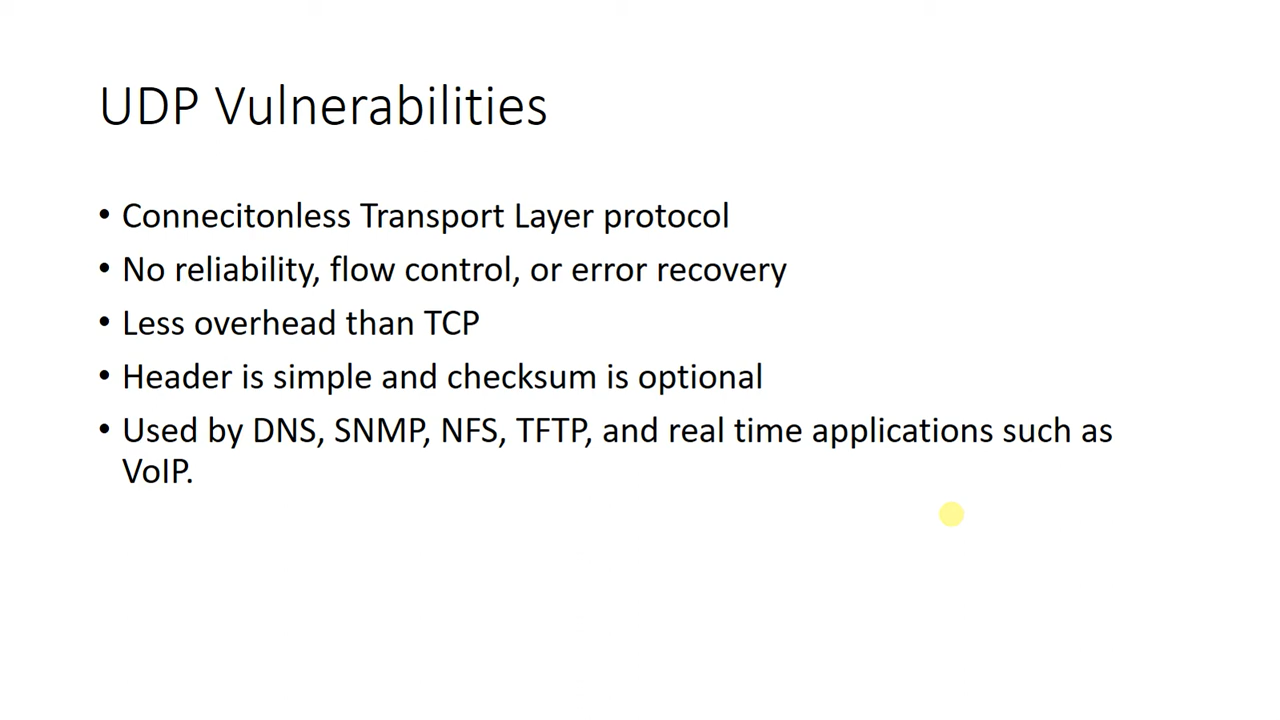 UDP Vulnerabilities
• Connecitonless Transport Layer protocol
• No reliability, flow control, or error recovery
• Less overhead than TCP
• Header is simple and checksum is optional
• Used by DNS, SNMP, NFS, TFTP, and real time applications such as
VoIP.